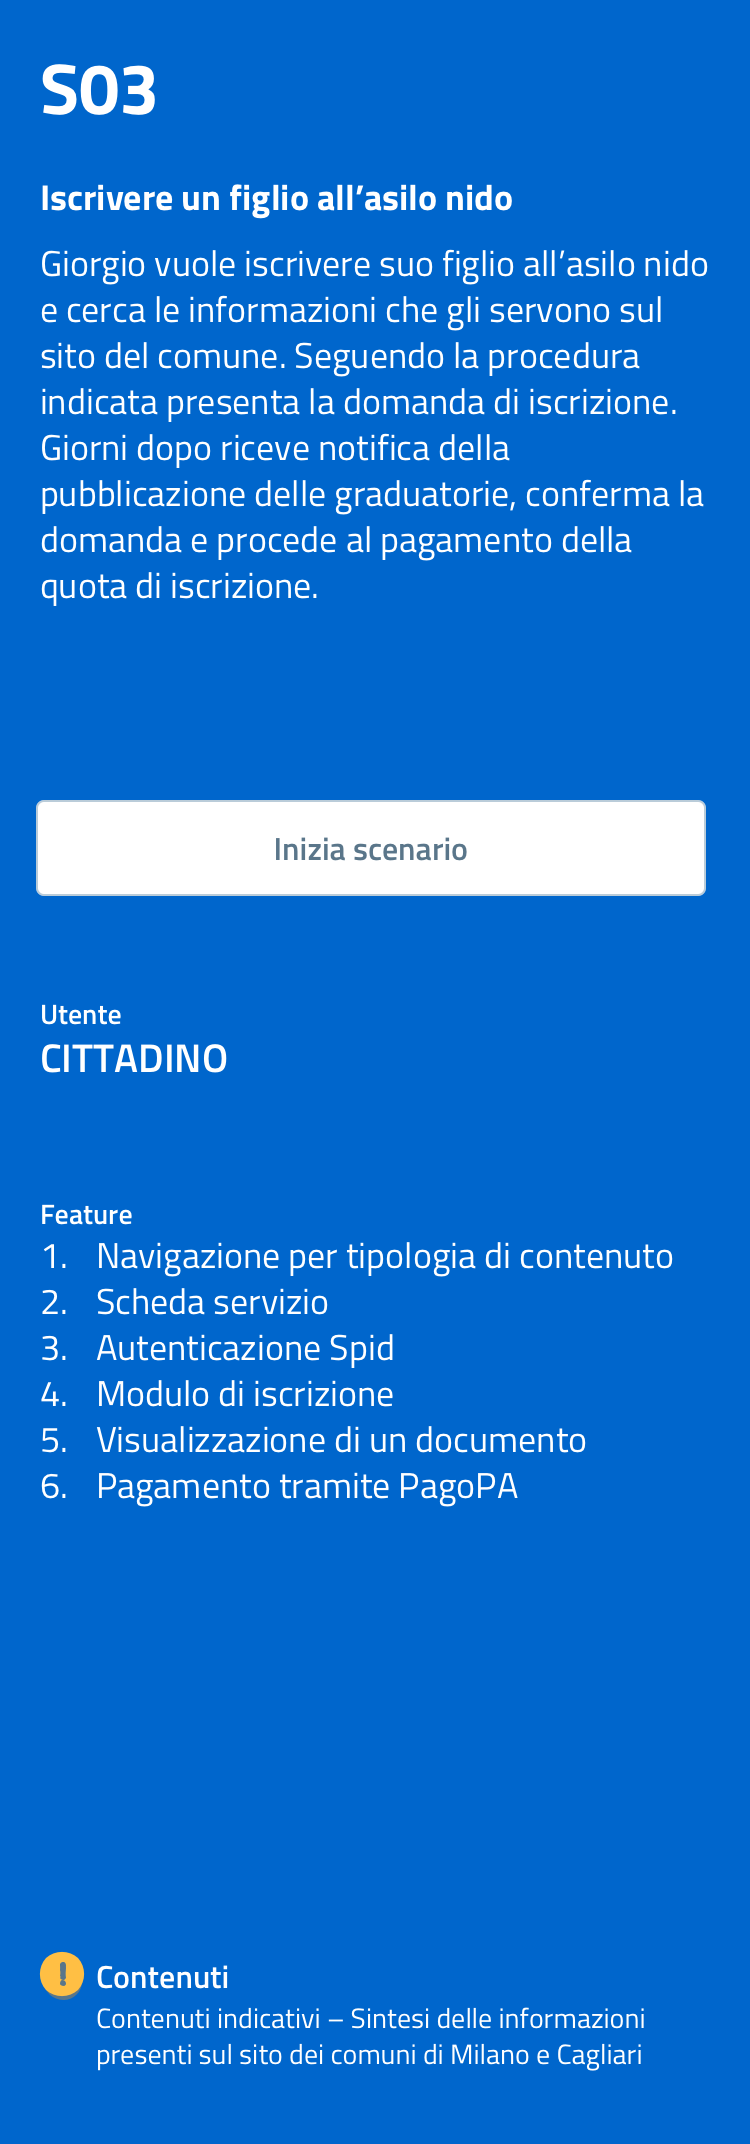 S03
Iscrivere un figlio all’asilo nido
Giorgio vuole iscrivere suo figlio all’asilo nido
e cerca le informazioni che gli servono sul
sito del comune. Seguendo la procedura
indicata presenta la domanda di iscrizione.
Giorni dopo riceve notifica della
pubblicazione delle graduatorie, conferma la
domanda e procede al pagamento della
quota di iscrizione.
Inizia scenario
Utente
CITTADINO
Feature
1. Navigazione per tipologia di contenuto
2. Scheda servizio
3. Autenticazione Spid
4. Modulo di iscrizione
5. Visualizzazione di un documento
6. Pagamento tramite PagoPA
! Contenuti
Contenuti indicativi – Sintesi delle informazioni
presenti sul sito dei comuni di Milano e Cagliari